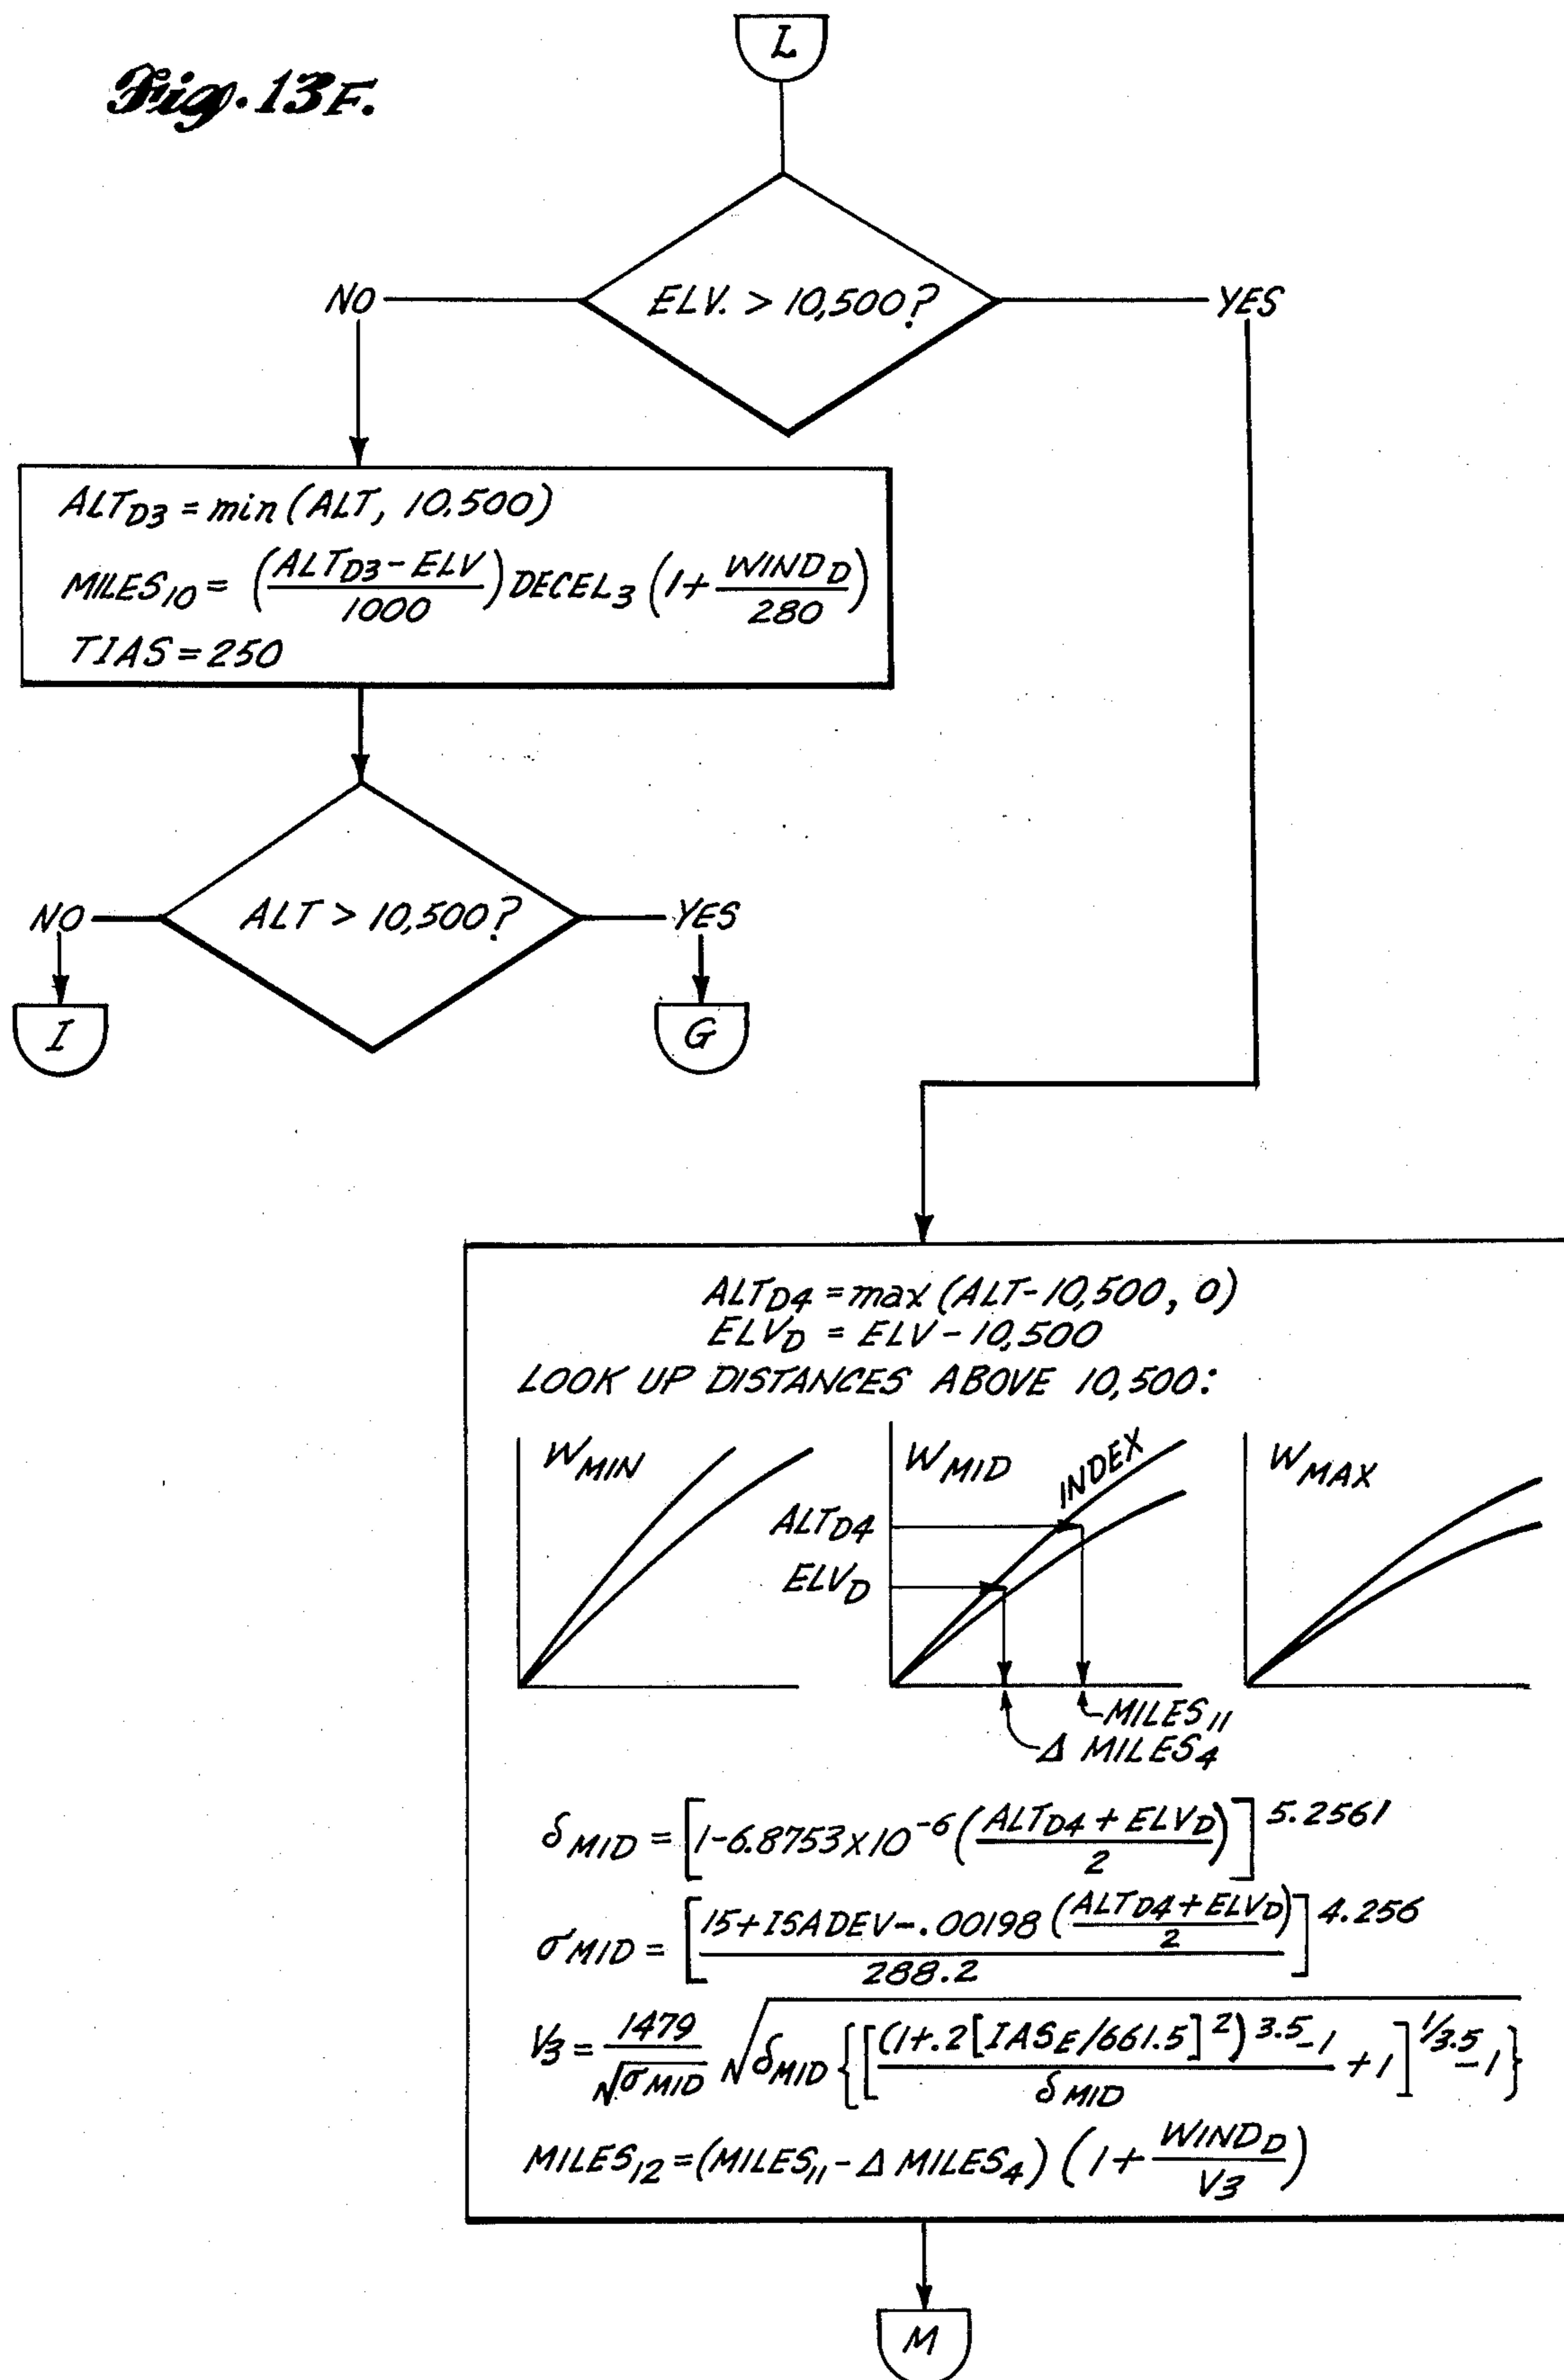 Fig. 13F.
L
ELV. > 10,500?
NO
YES
ALT_D3 = min (ALT, 10,500)
MILES_10 = ((ALT_D3 - ELV)/1000) DECEL_3 (1 + WIND_D/280)
TIAS = 250
ALT > 10,500?
NO
YES
I
G
ALT_D4 = max (ALT-10,500, 0)
ELV_D = ELV - 10,500
LOOK UP DISTANCES ABOVE 10,500:
W_MIN
W_MID
INDEX
W_MAX
ALT_D4
ELV_D
MILES_11
Δ MILES_4
δ_MID = [1-6.8753×10^-6 ((ALT_D4 + ELV_D)/2)]^5.2561
σ_MID = [(15+ISADEV-.00198 ((ALT_D4+ELV_D)/2))/288.2]^4.256
V_3 = 1479/√σ_MID √(δ_MID {[((1+.2[IAS_E/661.5]^2)^3.5 -1)/δ_MID + 1]^1/3.5 -1})
MILES_12 = (MILES_11 - Δ MILES_4) (1 + WIND_D/V_3)
M